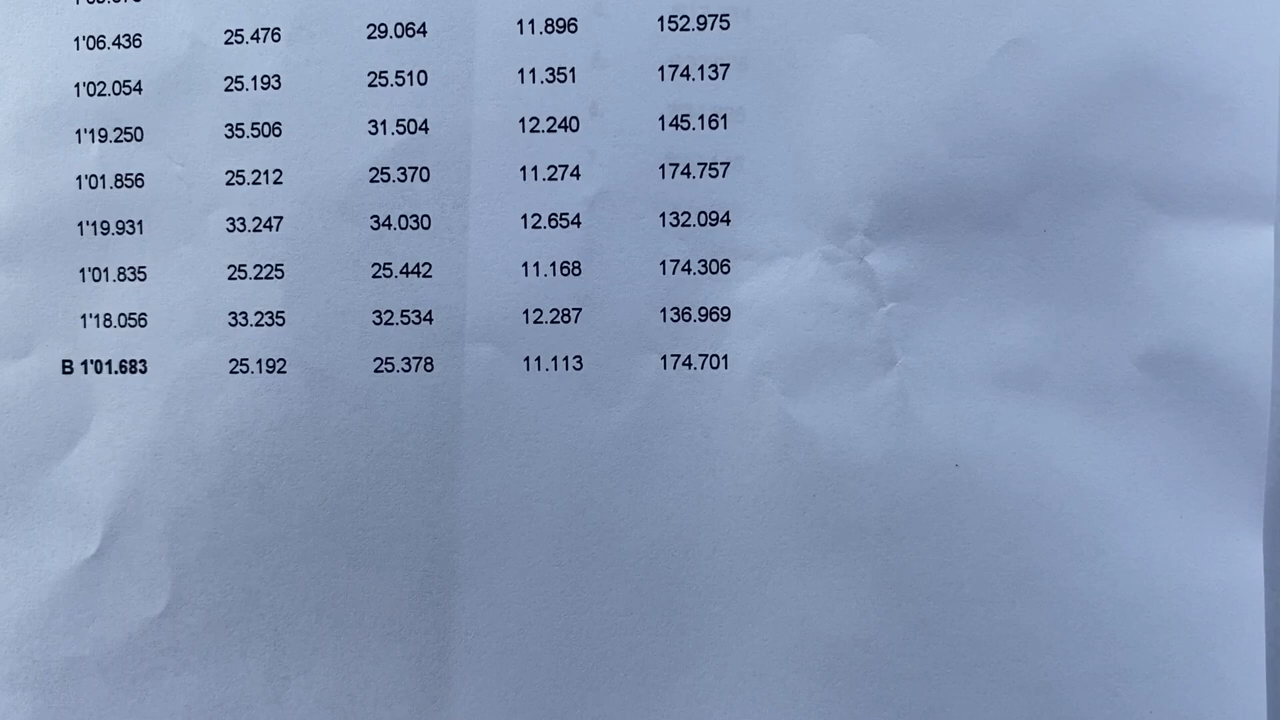 1'06.436 25.476 29.064 11.896 152.975
1'02.054 25.193 25.510 11.351 174.137
1'19.250 35.506 31.504 12.240 145.161
1'01.856 25.212 25.370 11.274 174.757
1'19.931 33.247 34.030 12.654 132.094
1'01.835 25.225 25.442 11.168 174.306
1'18.056 33.235 32.534 12.287 136.969
B 1'01.683 25.192 25.378 11.113 174.701